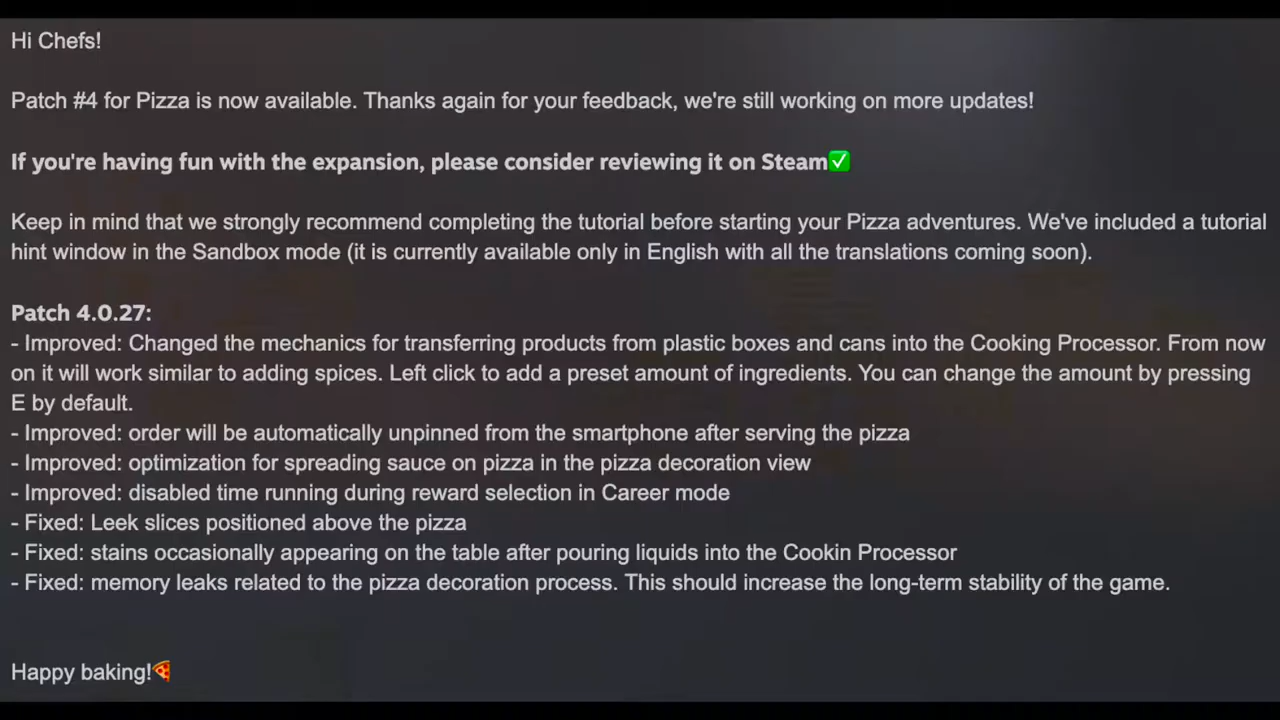 Hi Chefs!
Patch #4 for Pizza is now available. Thanks again for your feedback, we're still working on more updates!
If you're having fun with the expansion, please consider reviewing it on Steam✅
Keep in mind that we strongly recommend completing the tutorial before starting your Pizza adventures. We've included a tutorial
hint window in the Sandbox mode (it is currently available only in English with all the translations coming soon).
Patch 4.0.27:
- Improved: Changed the mechanics for transferring products from plastic boxes and cans into the Cooking Processor. From now
on it will work similar to adding spices. Left click to add a preset amount of ingredients. You can change the amount by pressing
E by default.
- Improved: order will be automatically unpinned from the smartphone after serving the pizza
- Improved: optimization for spreading sauce on pizza in the pizza decoration view
- Improved: disabled time running during reward selection in Career mode
- Fixed: Leek slices positioned above the pizza
- Fixed: stains occasionally appearing on the table after pouring liquids into the Cookin Processor
- Fixed: memory leaks related to the pizza decoration process. This should increase the long-term stability of the game.
Happy baking!🍕